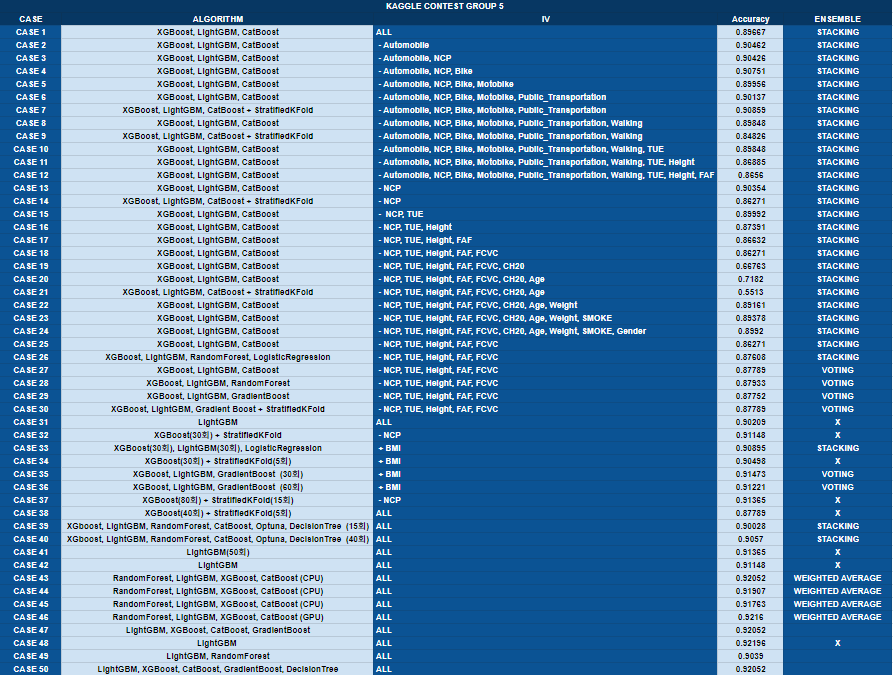 KAGGLE CONTEST GROUP 5
CASE ALGORITHM IV Accuracy ENSEMBLE
CASE 1 XGBoost, LightGBM, CatBoost ALL 0.89667 STACKING
CASE 2 XGBoost, LightGBM, CatBoost - Automobile 0.90462 STACKING
CASE 3 XGBoost, LightGBM, CatBoost - Automobile, NCP 0.90426 STACKING
CASE 4 XGBoost, LightGBM, CatBoost - Automobile, NCP, Bike 0.90751 STACKING
CASE 5 XGBoost, LightGBM, CatBoost - Automobile, NCP, Bike, Motobike 0.89956 STACKING
CASE 6 XGBoost, LightGBM, CatBoost - Automobile, NCP, Bike, Motobike, Public_Transportation 0.90137 STACKING
CASE 7 XGBoost, LightGBM, CatBoost + StratifiedKFold - Automobile, NCP, Bike, Motobike, Public_Transportation 0.90859 STACKING
CASE 8 XGBoost, LightGBM, CatBoost - Automobile, NCP, Bike, Motobike, Public_Transportation, Walking 0.89848 STACKING
CASE 9 XGBoost, LightGBM, CatBoost + StratifiedKFold - Automobile, NCP, Bike, Motobike, Public_Transportation, Walking 0.84826 STACKING
CASE 10 XGBoost, LightGBM, CatBoost - Automobile, NCP, Bike, Motobike, Public_Transportation, Walking, TUE 0.89848 STACKING
CASE 11 XGBoost, LightGBM, CatBoost - Automobile, NCP, Bike, Motobike, Public_Transportation, Walking, TUE, Height 0.86885 STACKING
CASE 12 XGBoost, LightGBM, CatBoost - Automobile, NCP, Bike, Motobike, Public_Transportation, Walking, TUE, Height, FAF 0.8656 STACKING
CASE 13 XGBoost, LightGBM, CatBoost - NCP 0.90354 STACKING
CASE 14 XGBoost, LightGBM, CatBoost + StratifiedKFold - NCP 0.86271 STACKING
CASE 15 XGBoost, LightGBM, CatBoost - NCP, TUE 0.89992 STACKING
CASE 16 XGBoost, LightGBM, CatBoost - NCP, TUE, Height 0.87391 STACKING
CASE 17 XGBoost, LightGBM, CatBoost - NCP, TUE, Height, FAF 0.86632 STACKING
CASE 18 XGBoost, LightGBM, CatBoost - NCP, TUE, Height, FAF, FCVC 0.86271 STACKING
CASE 19 XGBoost, LightGBM, CatBoost - NCP, TUE, Height, FAF, FCVC, CH20 0.66763 STACKING
CASE 20 XGBoost, LightGBM, CatBoost - NCP, TUE, Height, FAF, FCVC, CH20, Age 0.7182 STACKING
CASE 21 XGBoost, LightGBM, CatBoost + StratifiedKFold - NCP, TUE, Height, FAF, FCVC, CH20, Age 0.5513 STACKING
CASE 22 XGBoost, LightGBM, CatBoost - NCP, TUE, Height, FAF, FCVC, CH20, Age, Weight 0.89161 STACKING
CASE 23 XGBoost, LightGBM, CatBoost - NCP, TUE, Height, FAF, FCVC, CH20, Age, Weight, SMOKE 0.89378 STACKING
CASE 24 XGBoost, LightGBM, CatBoost - NCP, TUE, Height, FAF, FCVC, CH20, Age, Weight, SMOKE, Gender 0.8992 STACKING
CASE 25 XGBoost, LightGBM, CatBoost - NCP, TUE, Height, FAF, FCVC 0.86271 STACKING
CASE 26 XGBoost, LightGBM, RandomForest, LogisticRegression - NCP, TUE, Height, FAF, FCVC 0.87608 STACKING
CASE 27 XGBoost, LightGBM, CatBoost - NCP, TUE, Height, FAF, FCVC 0.87789 VOTING
CASE 28 XGBoost, LightGBM, RandomForest - NCP, TUE, Height, FAF, FCVC 0.87933 VOTING
CASE 29 XGBoost, LightGBM, GradientBoost - NCP, TUE, Height, FAF, FCVC 0.87752 VOTING
CASE 30 XGBoost, LightGBM, Gradient Boost + StratifiedKFold - NCP, TUE, Height, FAF, FCVC 0.87789 VOTING
CASE 31 LightGBM ALL 0.90209 X
CASE 32 XGBoost(30회) + StratifiedKFold - NCP 0.91148 X
CASE 33 XGBoost(30회), LightGBM(30회), LogisticRegression + BMI 0.90895 STACKING
CASE 34 XGBoost(30회) + StratifiedKFold(5회) + BMI 0.90498 X
CASE 35 XGBoost, LightGBM, GradientBoost (30회) + BMI 0.91473 VOTING
CASE 36 XGBoost, LightGBM, GradientBoost (60회) + BMI 0.91221 VOTING
CASE 37 XGBoost(80회) + StratifiedKFold(15회) - NCP 0.91365 X
CASE 38 XGBoost(40회) + StratifiedKFold(5회) ALL 0.87789 X
CASE 39 XGboost, LightGBM, RandomForest, CatBoost, Optuna, DecisionTree (15회) ALL 0.90028 STACKING
CASE 40 XGboost, LightGBM, RandomForest, CatBoost, Optuna, DecisionTree (40회) ALL 0.9057 STACKING
CASE 41 LightGBM(50회) ALL 0.91365 X
CASE 42 LightGBM ALL 0.91148 X
CASE 43 RandomForest, LightGBM, XGBoost, CatBoost (CPU) ALL 0.92052 WEIGHTED AVERAGE
CASE 44 RandomForest, LightGBM, XGBoost, CatBoost (CPU) ALL 0.91907 WEIGHTED AVERAGE
CASE 45 RandomForest, LightGBM, XGBoost, CatBoost (CPU) ALL 0.91763 WEIGHTED AVERAGE
CASE 46 RandomForest, LightGBM, XGBoost, CatBoost (GPU) ALL 0.9216 WEIGHTED AVERAGE
CASE 47 LightGBM, XGBoost, CatBoost, GradientBoost ALL 0.92052
CASE 48 LightGBM ALL 0.92196 X
CASE 49 LightGBM, RandomForest ALL 0.9039
CASE 50 LightGBM, XGBoost, CatBoost, GradientBoost, DecisionTree ALL 0.92052